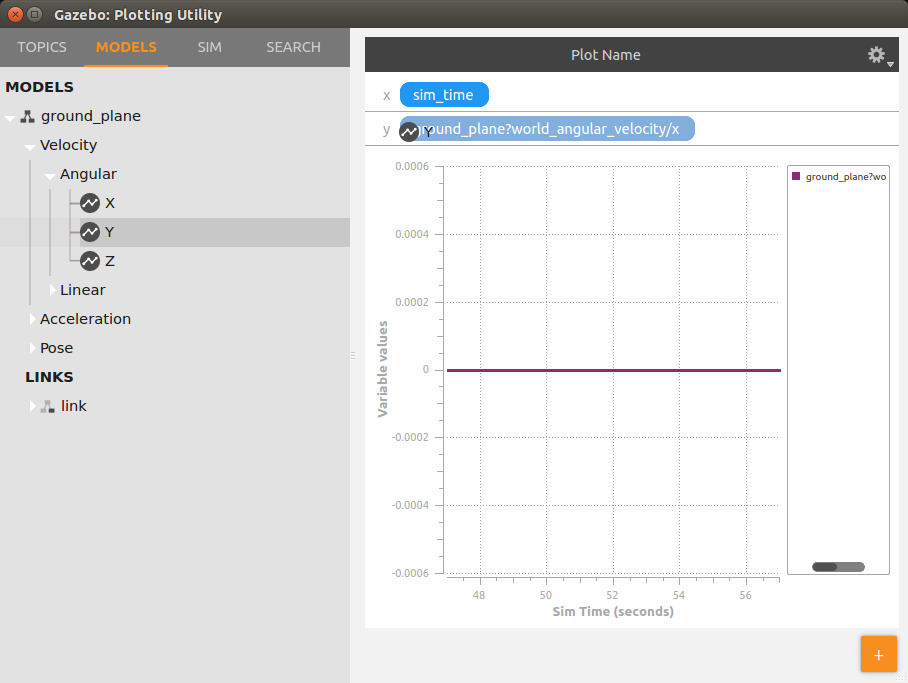 Gazebo: Plotting Utility
TOPICS MODELS SIM SEARCH
MODELS
ground_plane
Velocity
Angular
X
Y
Z
Linear
Acceleration
Pose
LINKS
link
Plot Name
x sim_time
y Y round_plane?world_angular_velocity/x
0.0006
0.0004
0.0002
0
-0.0002
-0.0004
-0.0006
Variable values
48 50 52 54 56
Sim Time (seconds)
ground_plane?wo
+